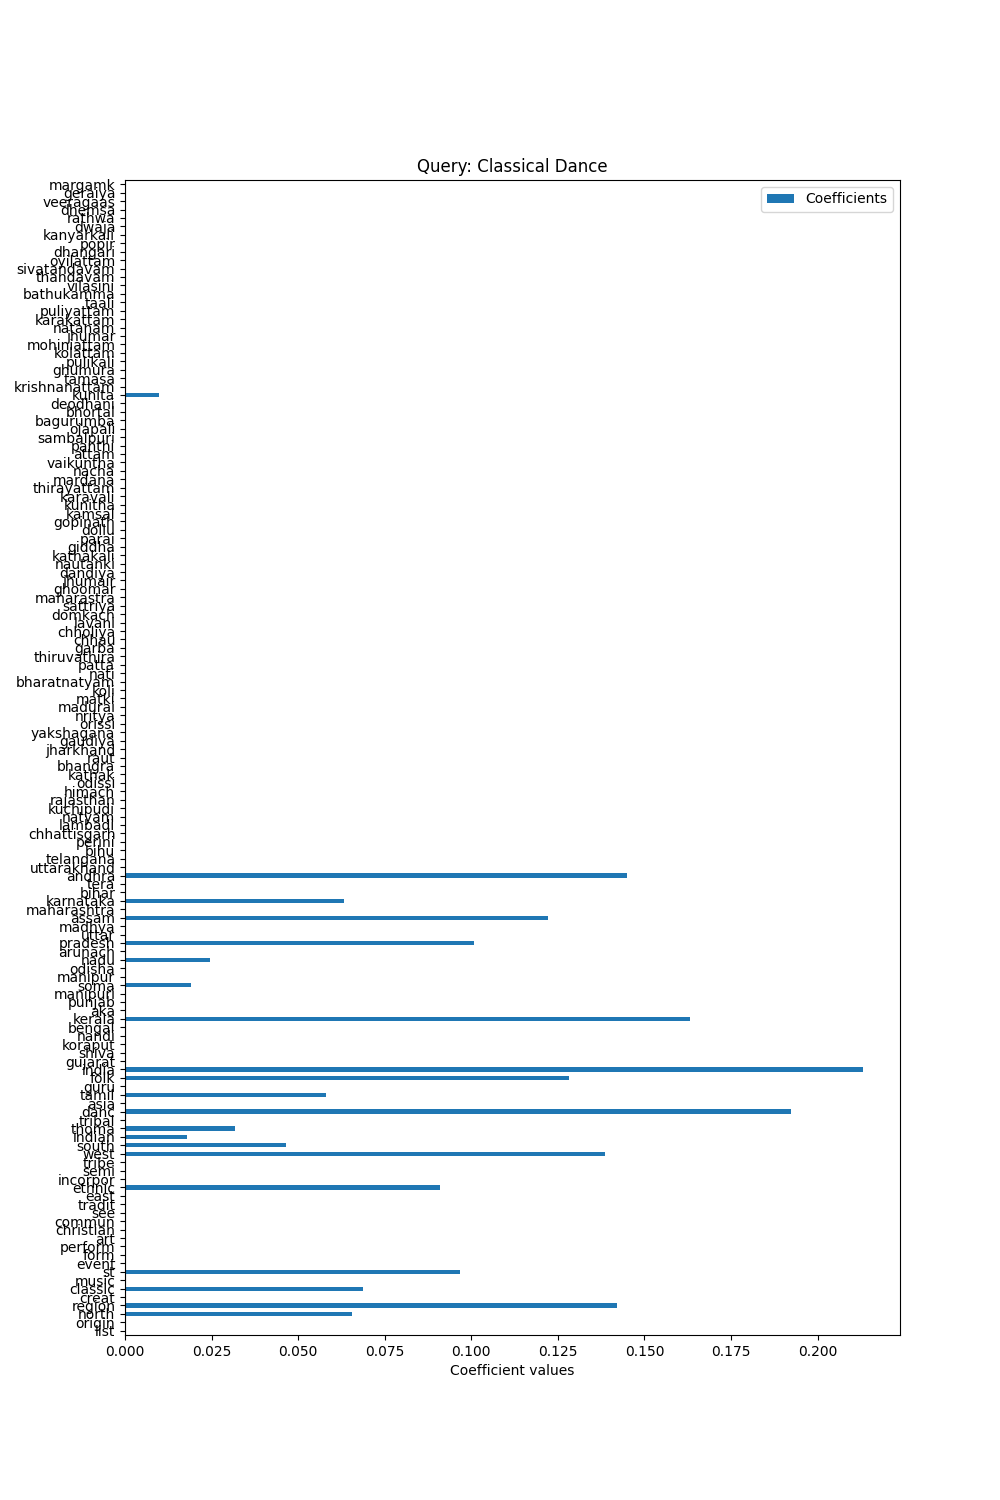 Query: Classical Dance
Coefficients
margamk
geraiya
veeragaas
dhemsa
rathwa
gwaja
kanyarkali
popir
dhangari
oyilattam
sivatandavam
thandavam
vilasini
bathukamma
taali
puliyattam
karakattam
natanam
jhumar
mohiniattam
kolattam
pulikali
ghumura
tamasa
krishnanattam
kunita
deodhani
bhortal
bagurumba
ojapali
sambalpuri
panthi
attam
vaikuntha
nacha
mardana
thirayattam
karavali
kunitha
kamsal
gopinath
dollu
parai
giddha
kathakali
nautanki
dandiya
jhumair
ghoomar
maharastra
sattriya
domkach
lavani
chholiya
chhau
garba
thiruvathira
patta
nati
bharatnatyam
koli
matki
madurai
nritya
orissi
yakshagana
gaudiya
jharkhand
raut
bhangra
kathak
odissi
himach
rajasthan
kuchipudi
natyam
lambadi
chhattisgarh
perini
bihu
telangana
uttarakhand
andhra
tera
bihar
karnataka
maharashtra
assam
madhya
uttar
pradesh
arunach
nadu
odisha
manipur
soma
manipuri
punjab
aka
kerala
bengal
nandi
koraput
shiva
gujarat
india
folk
guru
tamil
asia
danc
tribal
thoma
indian
south
west
tribe
semi
incorpor
ethnic
east
tradit
see
commun
christian
art
perform
form
event
st
music
classic
creat
region
north
origin
list
0.000 0.025 0.050 0.075 0.100 0.125 0.150 0.175 0.200
Coefficient values